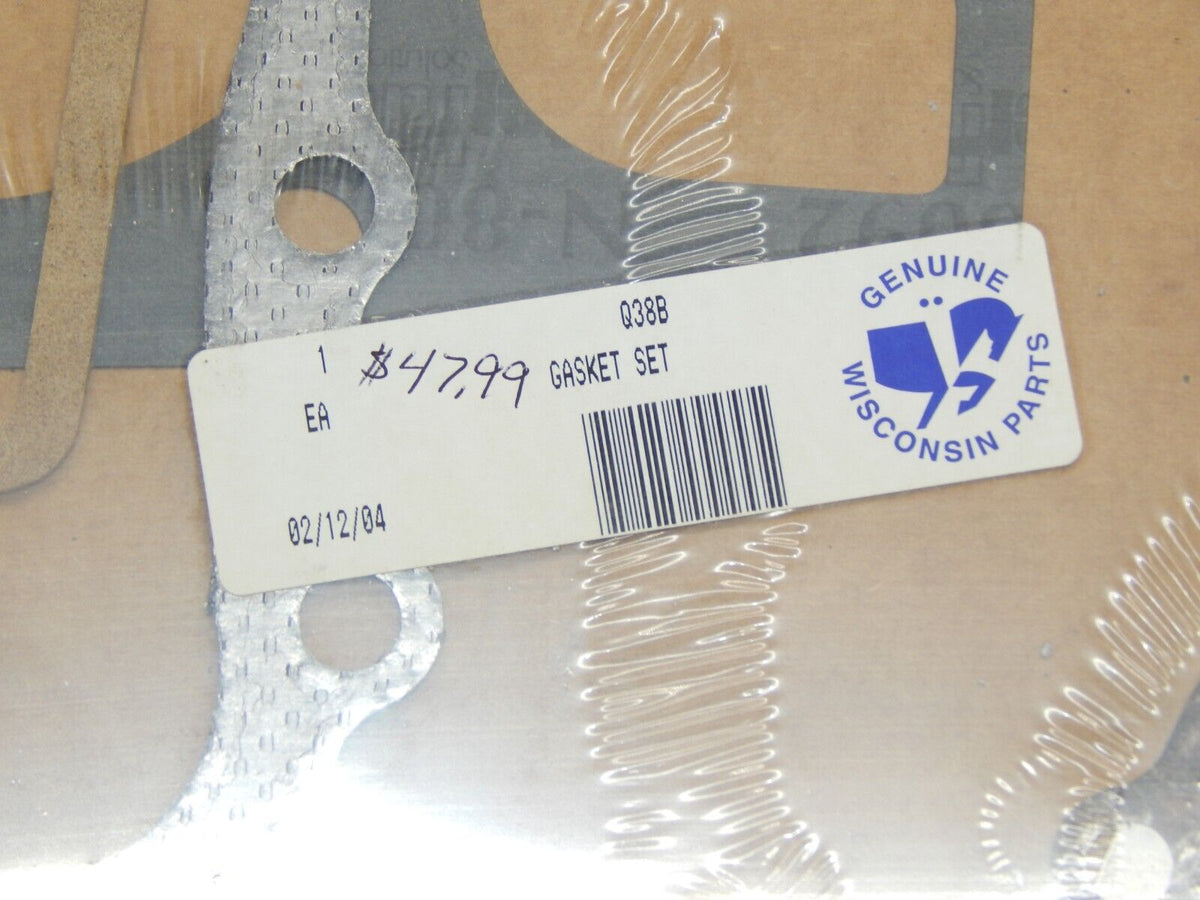 Q38B
1 $47.99 GASKET SET
EA
02/12/04
GENUINE
WISCONSIN PARTS